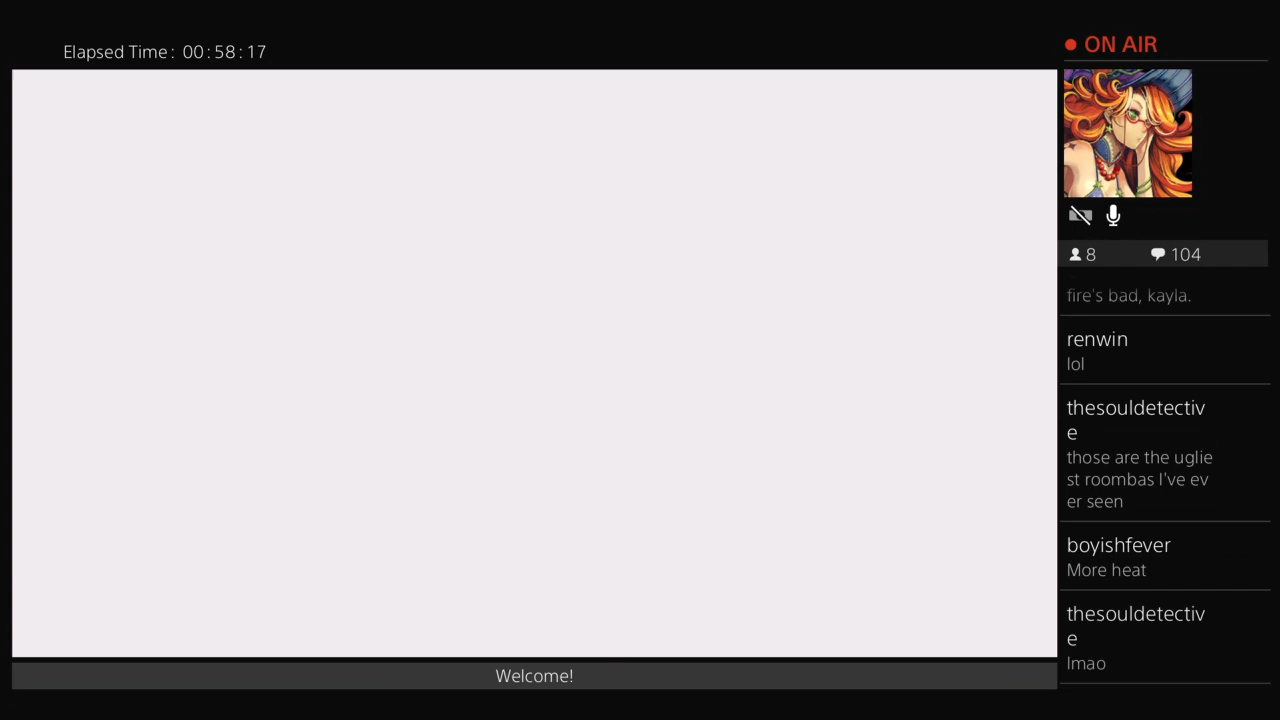 Elapsed Time: 00:58:17
ON AIR
8 104
fire's bad, kayla.
renwin
lol
thesouldetectiv
e
those are the uglie
st roombas I've ev
er seen
boyishfever
More heat
thesouldetectiv
e
lmao
Welcome!